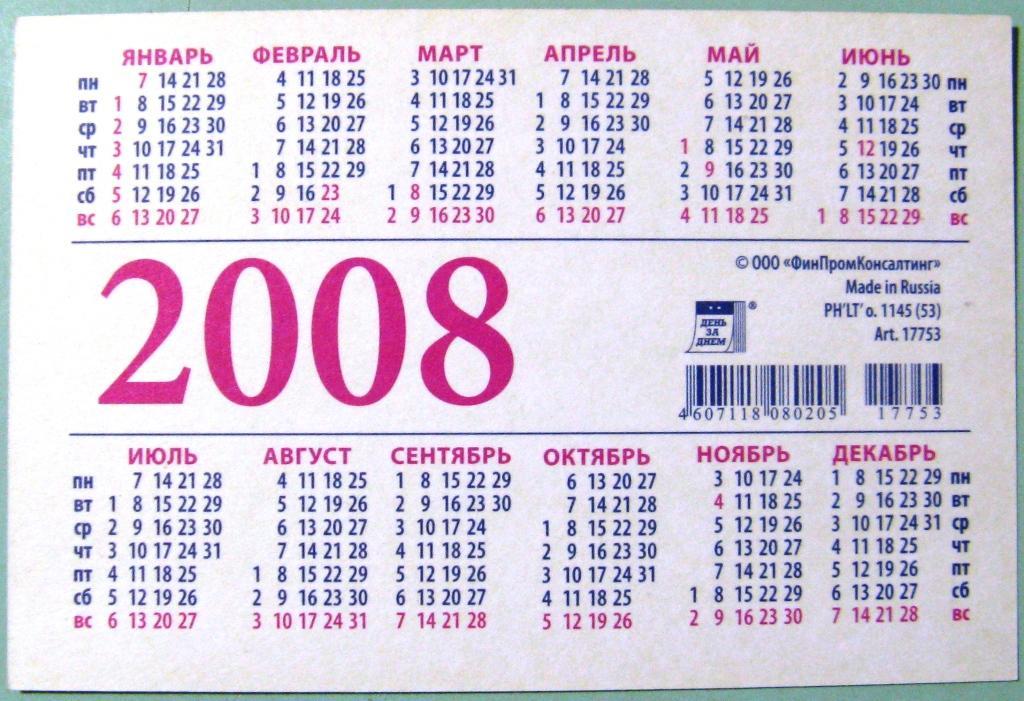 ЯНВАРЬ ФЕВРАЛЬ МАРТ АПРЕЛЬ МАЙ ИЮНЬ
пн 7 14 21 28 4 11 18 25 3 10 17 24 31 7 14 21 28 5 12 19 26 2 9 16 23 30 пн
вт 1 8 15 22 29 5 12 19 26 4 11 18 25 1 8 15 22 29 6 13 20 27 3 10 17 24 вт
ср 2 9 16 23 30 6 13 20 27 5 12 19 26 2 9 16 23 30 7 14 21 28 4 11 18 25 ср
чт 3 10 17 24 31 7 14 21 28 6 13 20 27 3 10 17 24 1 8 15 22 29 5 12 19 26 чт
пт 4 11 18 25 1 8 15 22 29 7 14 21 28 4 11 18 25 2 9 16 23 30 6 13 20 27 пт
сб 5 12 19 26 2 9 16 23 1 8 15 22 29 5 12 19 26 3 10 17 24 31 7 14 21 28 сб
вс 6 13 20 27 3 10 17 24 2 9 16 23 30 6 13 20 27 4 11 18 25 1 8 15 22 29 вс
2008
© ООО «ФинПромКонсалтинг»
Made in Russia
PH'LT' о. 1145 (53)
Art. 17753
ДЕНЬ
ЗА
ДНЕМ
®
4 607118 080205 17753
ИЮЛЬ АВГУСТ СЕНТЯБРЬ ОКТЯБРЬ НОЯБРЬ ДЕКАБРЬ
пн 7 14 21 28 4 11 18 25 1 8 15 22 29 6 13 20 27 3 10 17 24 1 8 15 22 29 пн
вт 1 8 15 22 29 5 12 19 26 2 9 16 23 30 7 14 21 28 4 11 18 25 2 9 16 23 30 вт
ср 2 9 16 23 30 6 13 20 27 3 10 17 24 1 8 15 22 29 5 12 19 26 3 10 17 24 31 ср
чт 3 10 17 24 31 7 14 21 28 4 11 18 25 2 9 16 23 30 6 13 20 27 4 11 18 25 чт
пт 4 11 18 25 1 8 15 22 29 5 12 19 26 3 10 17 24 31 7 14 21 28 5 12 19 26 пт
сб 5 12 19 26 2 9 16 23 30 6 13 20 27 4 11 18 25 1 8 15 22 29 6 13 20 27 сб
вс 6 13 20 27 3 10 17 24 31 7 14 21 28 5 12 19 26 2 9 16 23 30 7 14 21 28 вс